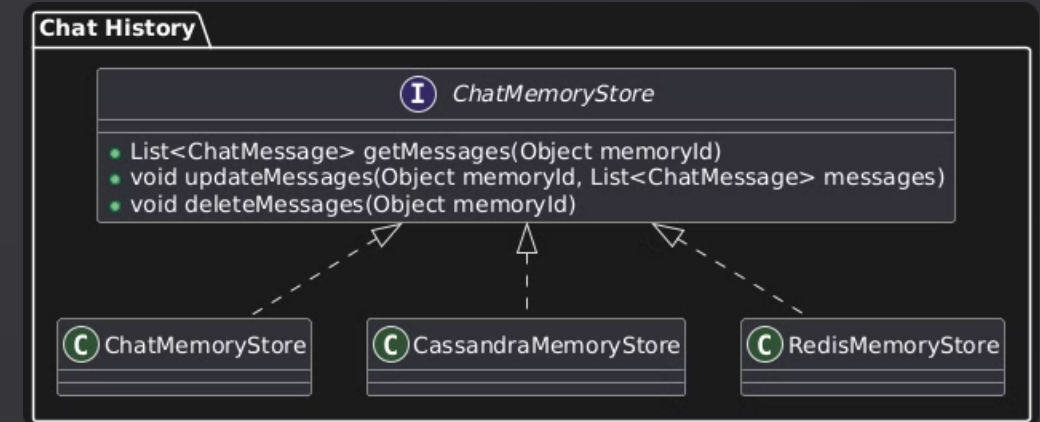 Chat History
I ChatMemoryStore
List<ChatMessage> getMessages(Object memoryId)
void updateMessages(Object memoryId, List<ChatMessage> messages)
void deleteMessages(Object memoryId)
C ChatMemoryStore
C CassandraMemoryStore
C RedisMemoryStore